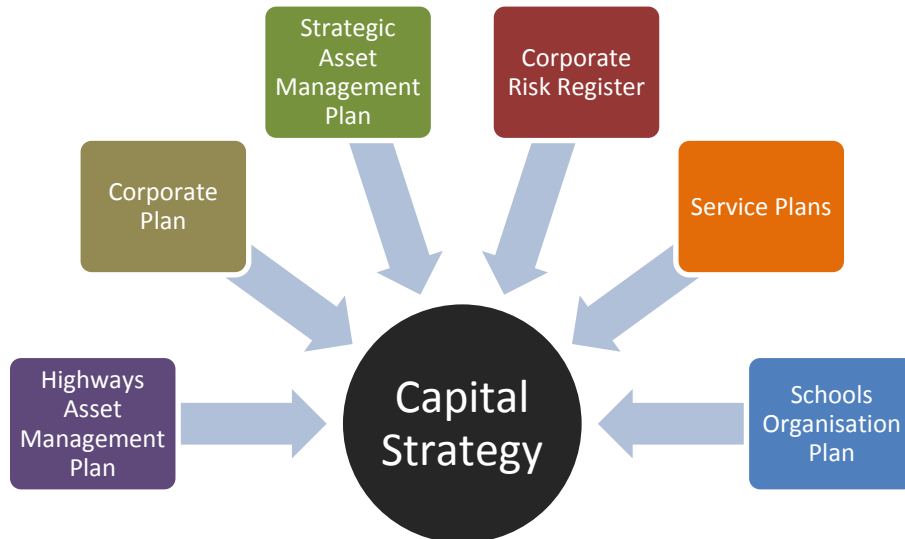 Strategic
Asset
Management
Plan
Corporate
Risk Register
Corporate
Plan
Service Plans
Highways
Asset
Management
Plan
Capital
Strategy
Schools
Organisation
Plan